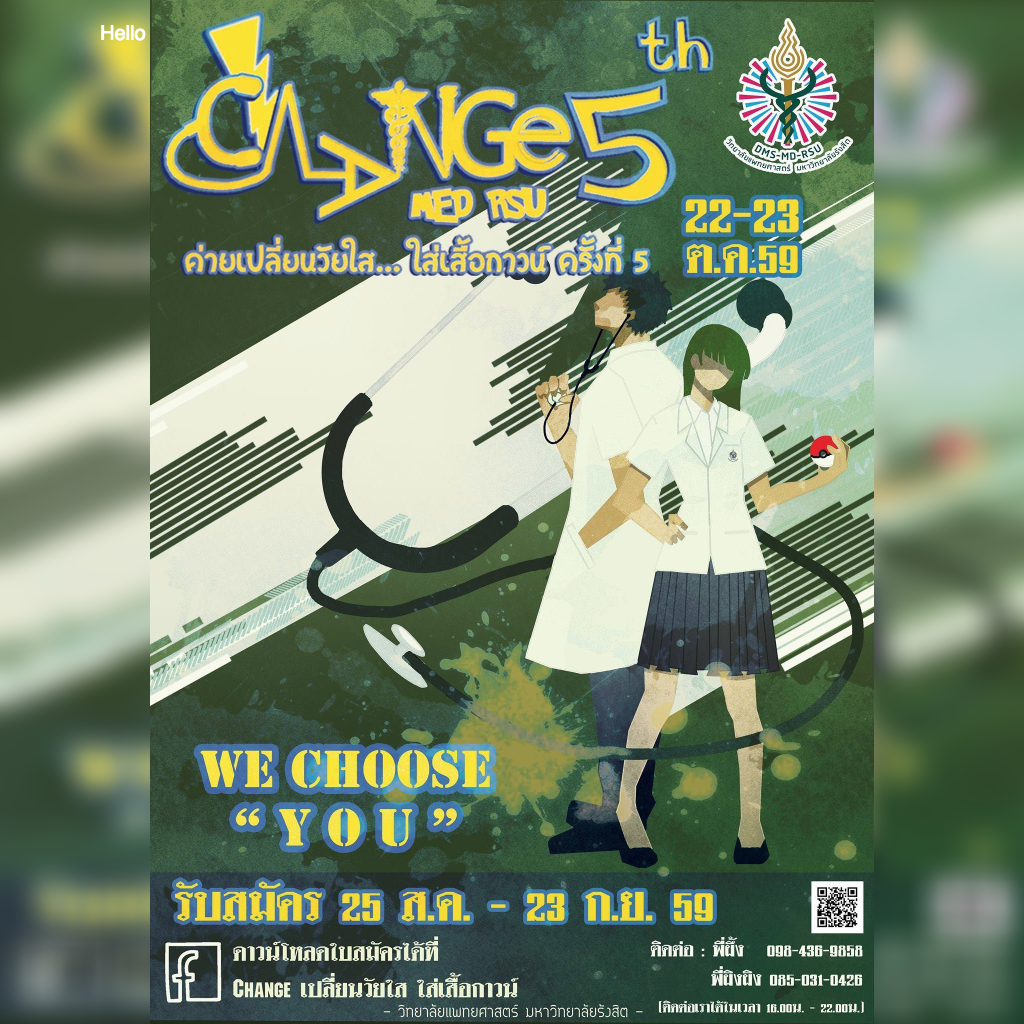 Hello
CHANGe 5th
MED RSU
DMS-MD-RSU
วิทยาลัยแพทยศาสตร์ มหาวิทยาลัยรังสิต
22-23
ต.ค.59
ค่ายเปลี่ยนวัยใส... ใส่เสื้อกาวน์ ครั้งที่ 5
WE CHOOSE
“ Y O U ”
รับสมัคร 25 ส.ค. - 23 ก.ย. 59
ดาวน์โหลดใบสมัครได้ที่
CHANGE เปลี่ยนวัยใส ใส่เสื้อกาวน์
ติดต่อ : พี่ผึ้ง 098-436-9858
พี่ผิงผิง 085-031-0426
(ติดต่อเราได้ในเวลา 16.00น. - 22.00น.)
- วิทยาลัยแพทยศาสตร์ มหาวิทยาลัยรังสิต -